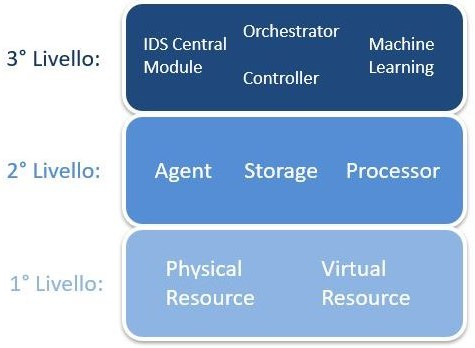 3° Livello:
IDS Central
Module
Orchestrator
Controller
Machine
Learning
2° Livello:
Agent
Storage
Processor
1° Livello:
Physical
Resource
Virtual
Resource